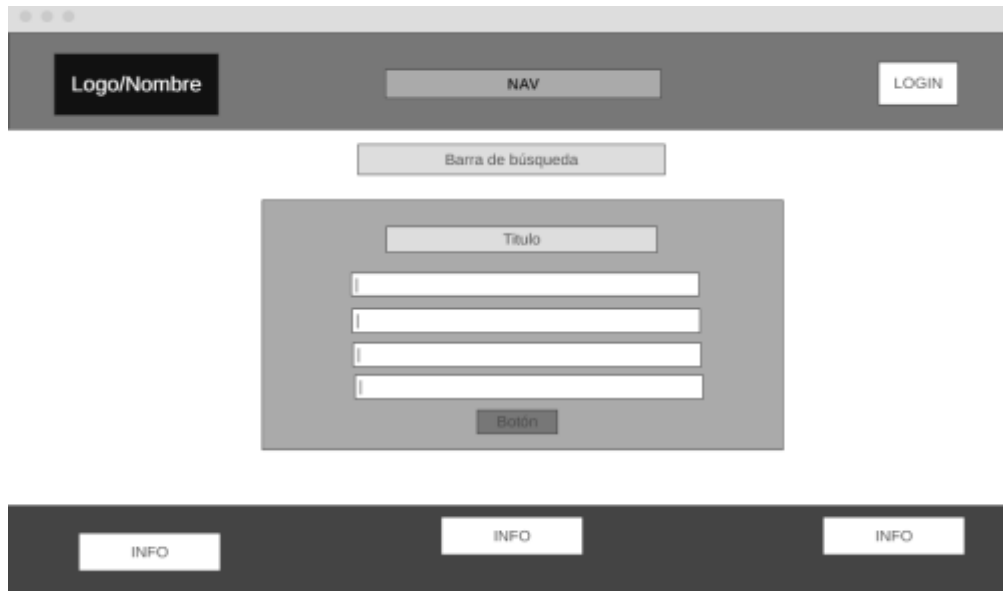 Logo/Nombre
NAV
LOGIN
Barra de búsqueda
Titulo
Botón
INFO
INFO
INFO